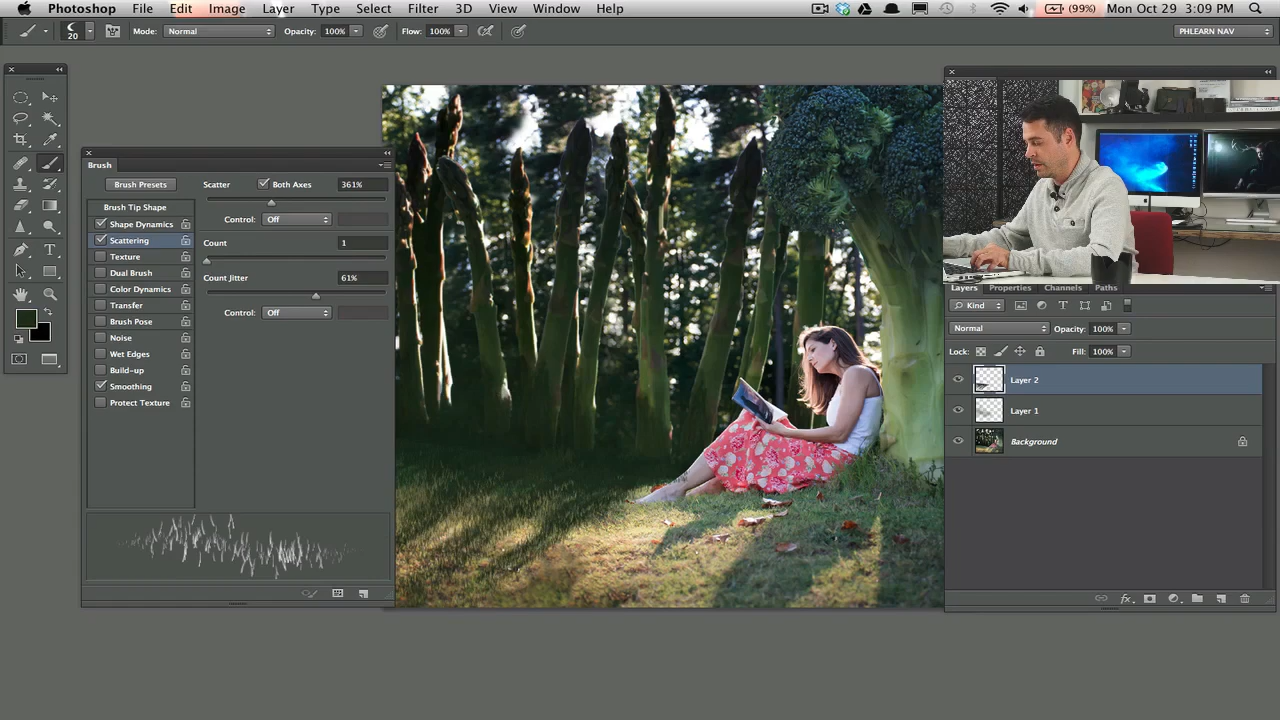 Photoshop File Edit Image Layer Type Select Filter 3D View Window Help (99%) Mon Oct 29 3:09 PM
20 Mode: Normal Opacity: 100% Flow: 100% PHLEARN NAV
Brush
Brush Presets Scatter Both Axes 361%
Brush Tip Shape
Shape Dynamics Control: Off
Scattering Count 1
Texture
Dual Brush Count Jitter 61%
Color Dynamics
Transfer Control: Off
Brush Pose
Noise
Wet Edges
Build-up
Smoothing
Protect Texture
Layers Properties Channels Paths
Kind
Normal Opacity: 100%
Lock: Fill: 100%
Layer 2
Layer 1
Background